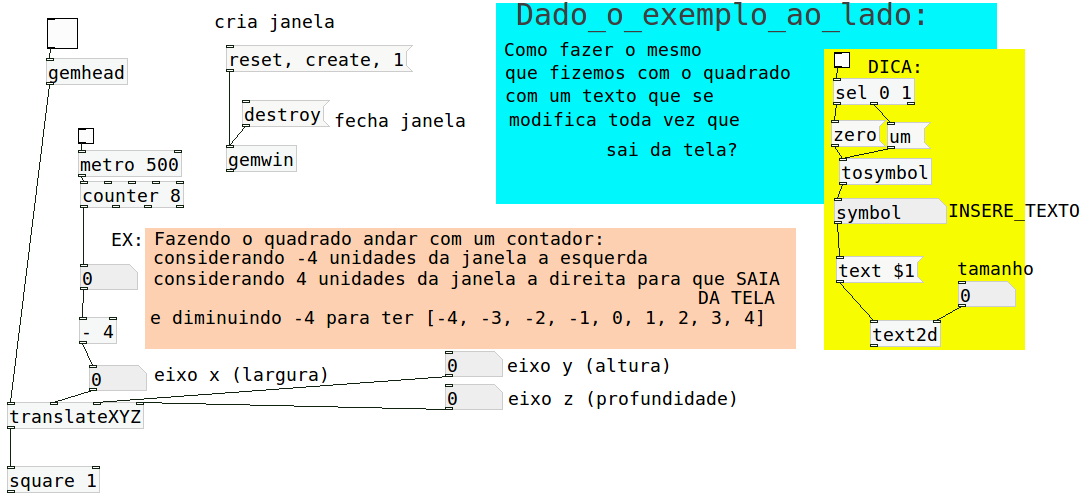 cria janela
reset, create, 1
destroy
fecha janela
gemwin
gemhead
metro 500
counter 8
EX:
0
- 4
0
eixo x (largura)
translateXYZ
square 1
Fazendo o quadrado andar com um contador:
considerando -4 unidades da janela a esquerda
considerando 4 unidades da janela a direita para que SAIA
DA TELA
e diminuindo -4 para ter [-4, -3, -2, -1, 0, 1, 2, 3, 4]
0
eixo y (altura)
0
eixo z (profundidade)
Dado_o_exemplo_ao_lado:
Como fazer o mesmo
que fizemos com o quadrado
com um texto que se
modifica toda vez que
sai da tela?
DICA:
sel 0 1
zero
um
tosymbol
symbol
INSERE_TEXTO
text $1
tamanho
0
text2d